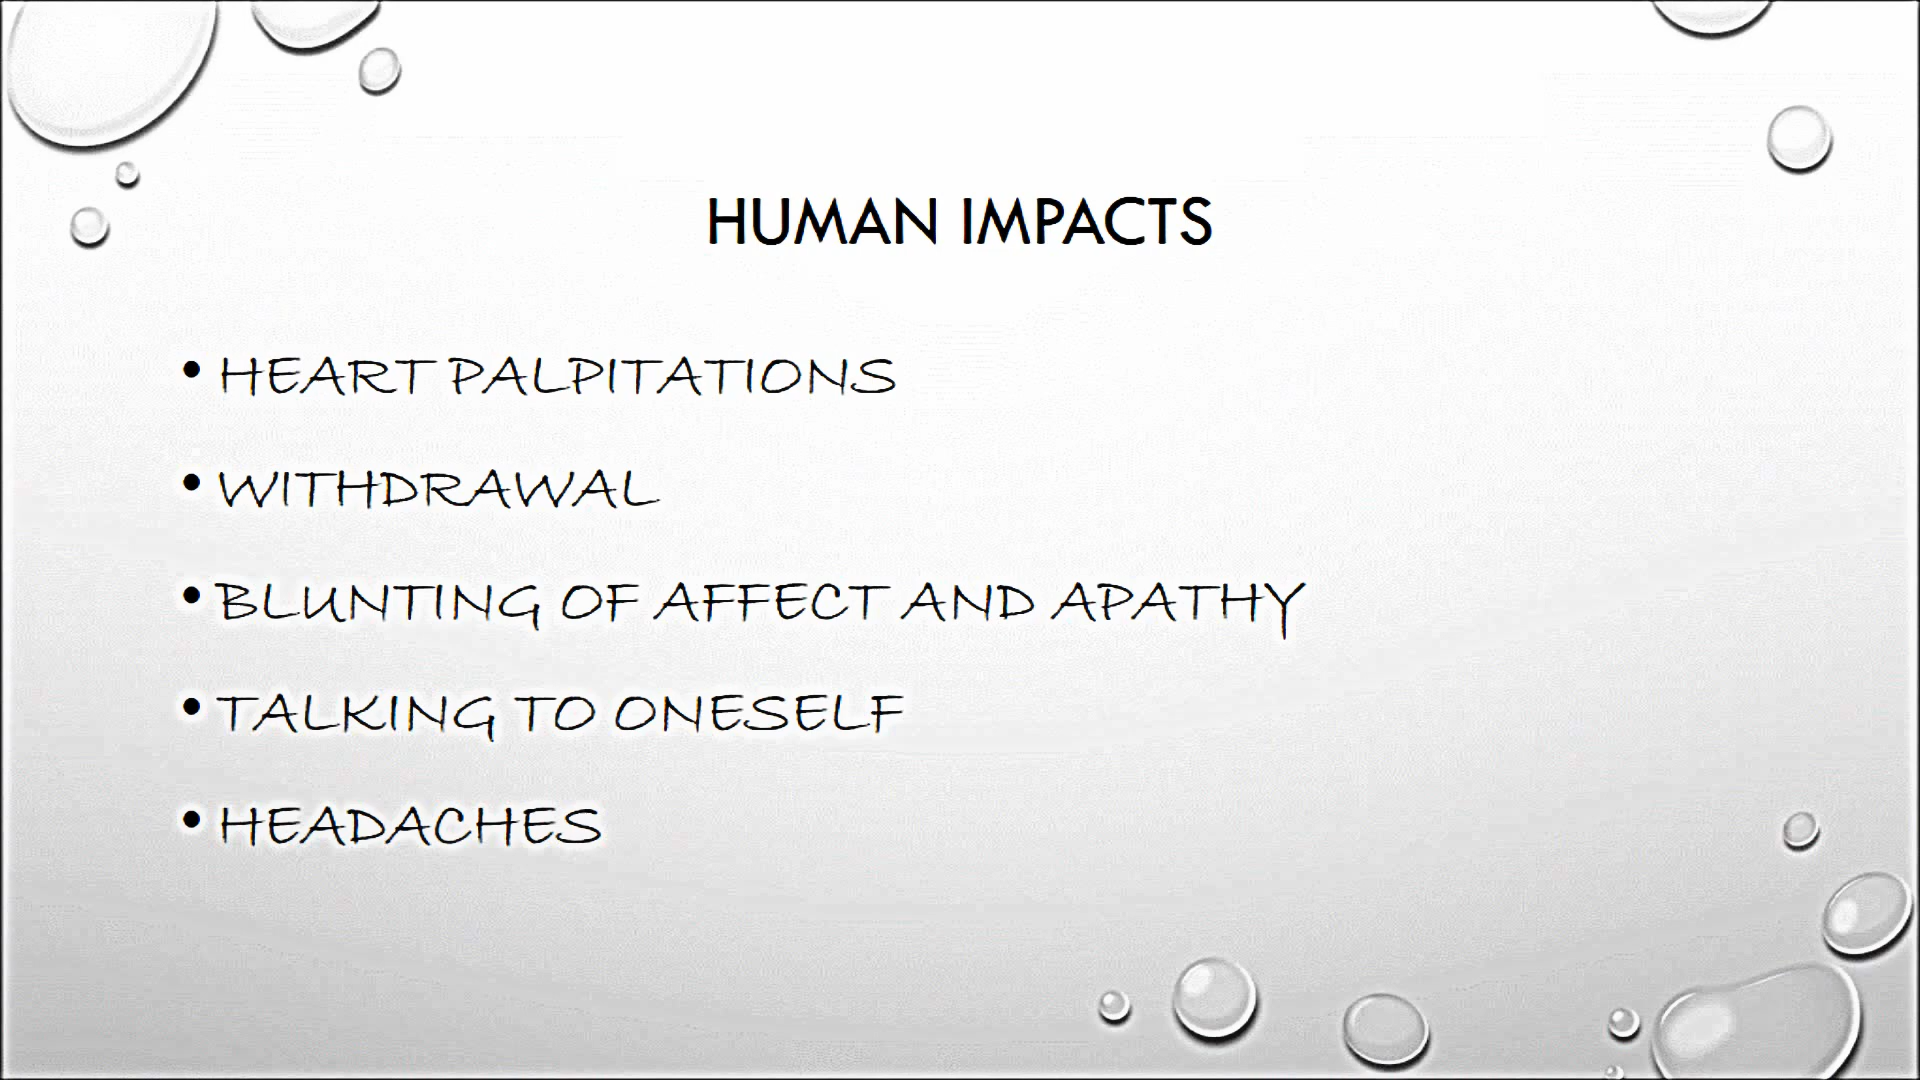 HUMAN IMPACTS
• HEART PALPITATIONS
• WITHDRAWAL
• BLUNTING OF AFFECT AND APATHY
• TALKING TO ONESELF
• HEADACHES